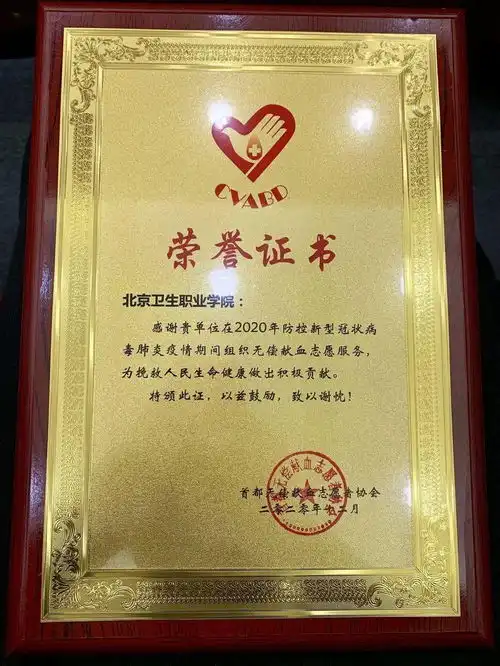 CVABD
荣誉证书
北京卫生职业学院：
感谢贵单位在2020年防控新型冠状病
毒肺炎疫情期间组织无偿献血志愿服务，
为挽救人民生命健康做出积极贡献。
特颁此证，以兹鼓励，致以谢忱！
首都无偿献血志愿者协会
二〇二〇年十二月